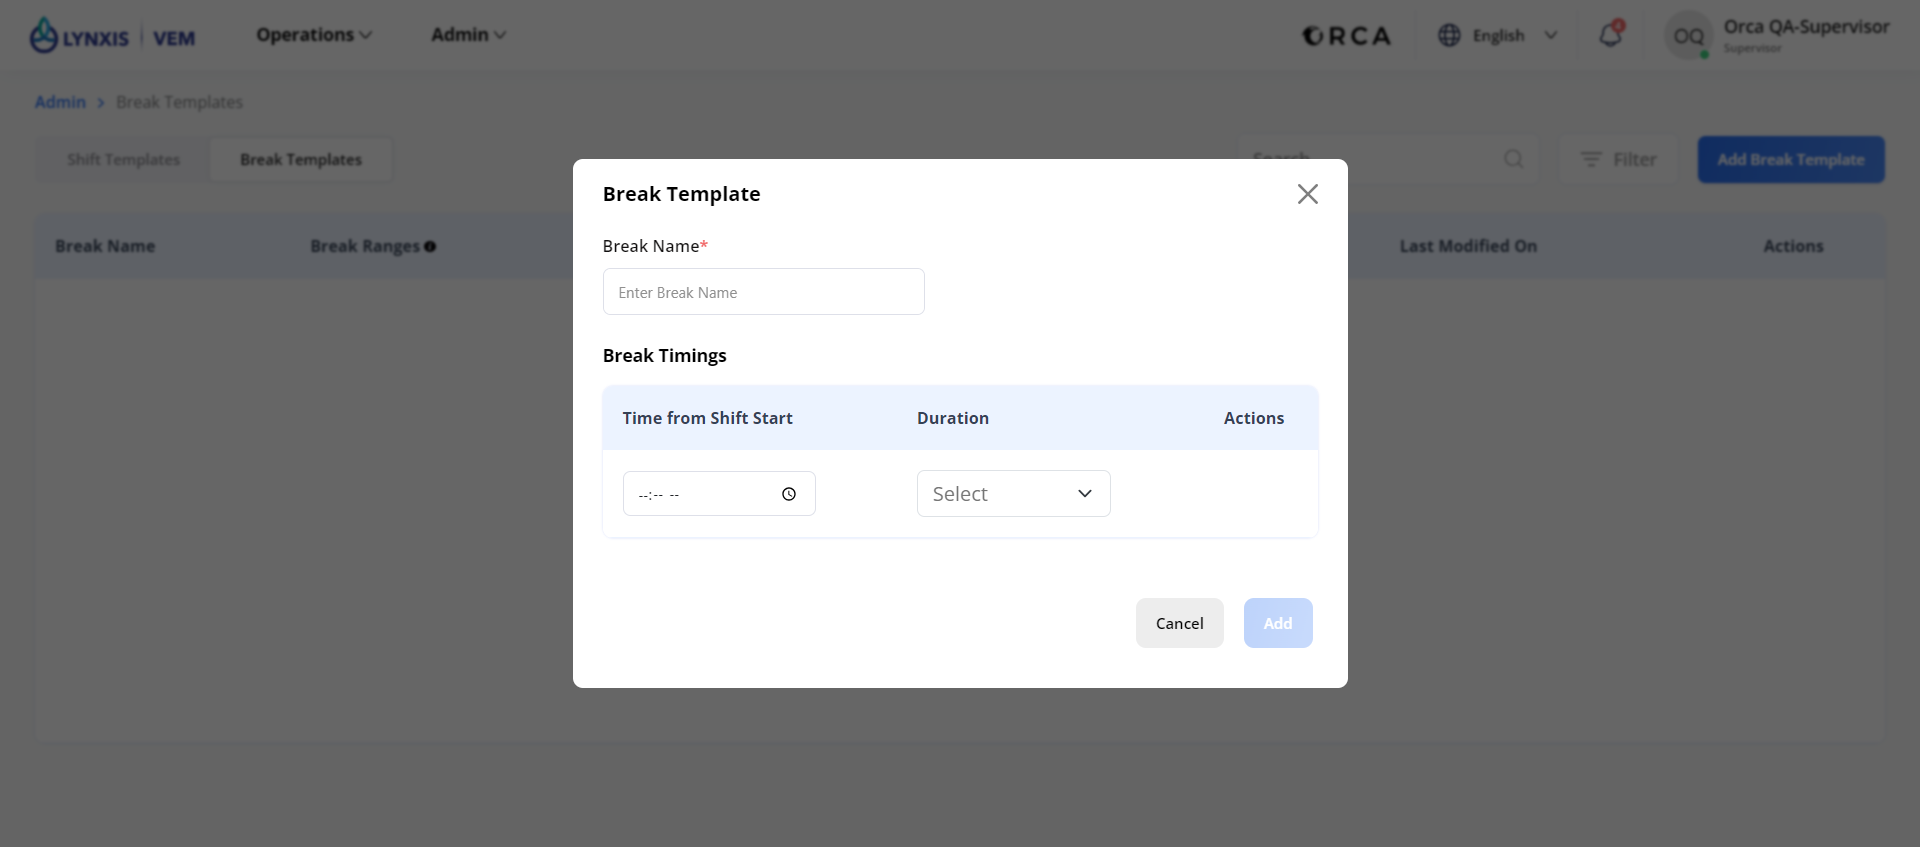 LYNXIS | VEM
Operations
Admin
ORCA
English
4
OQ
Orca QA-Supervisor
Supervisor
Admin > Break Templates
Shift Templates
Break Templates
Search
Filter
Add Break Template
Break Name
Break Ranges
Last Modified On
Actions
Break Template
Break Name*
Enter Break Name
Break Timings
Time from Shift Start
Duration
Actions
--:-- --
Select
Cancel
Add